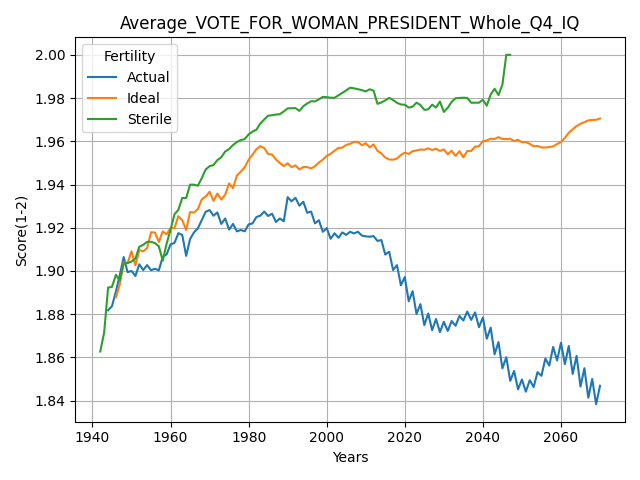 Average_VOTE_FOR_WOMAN_PRESIDENT_Whole_Q4_IQ
Fertility
Actual
Ideal
Sterile
Score(1-2)
2.00
1.98
1.96
1.94
1.92
1.90
1.88
1.86
1.84
1940 1960 1980 2000 2020 2040 2060
Years